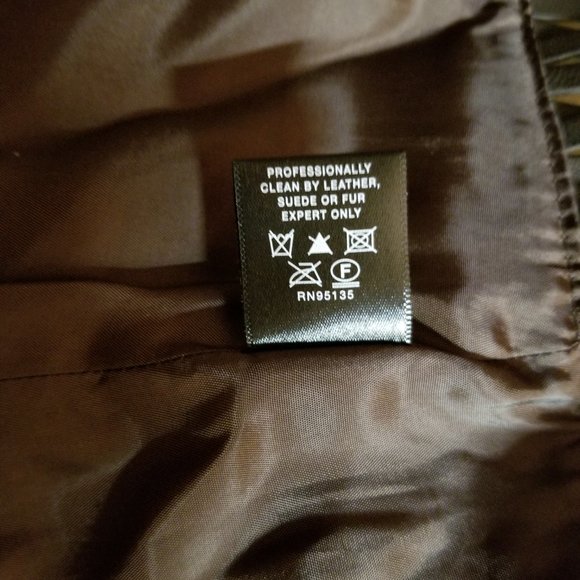 PROFESSIONALLY
CLEAN BY LEATHER,
SUEDE OR FUR
EXPERT ONLY
F
RN95135